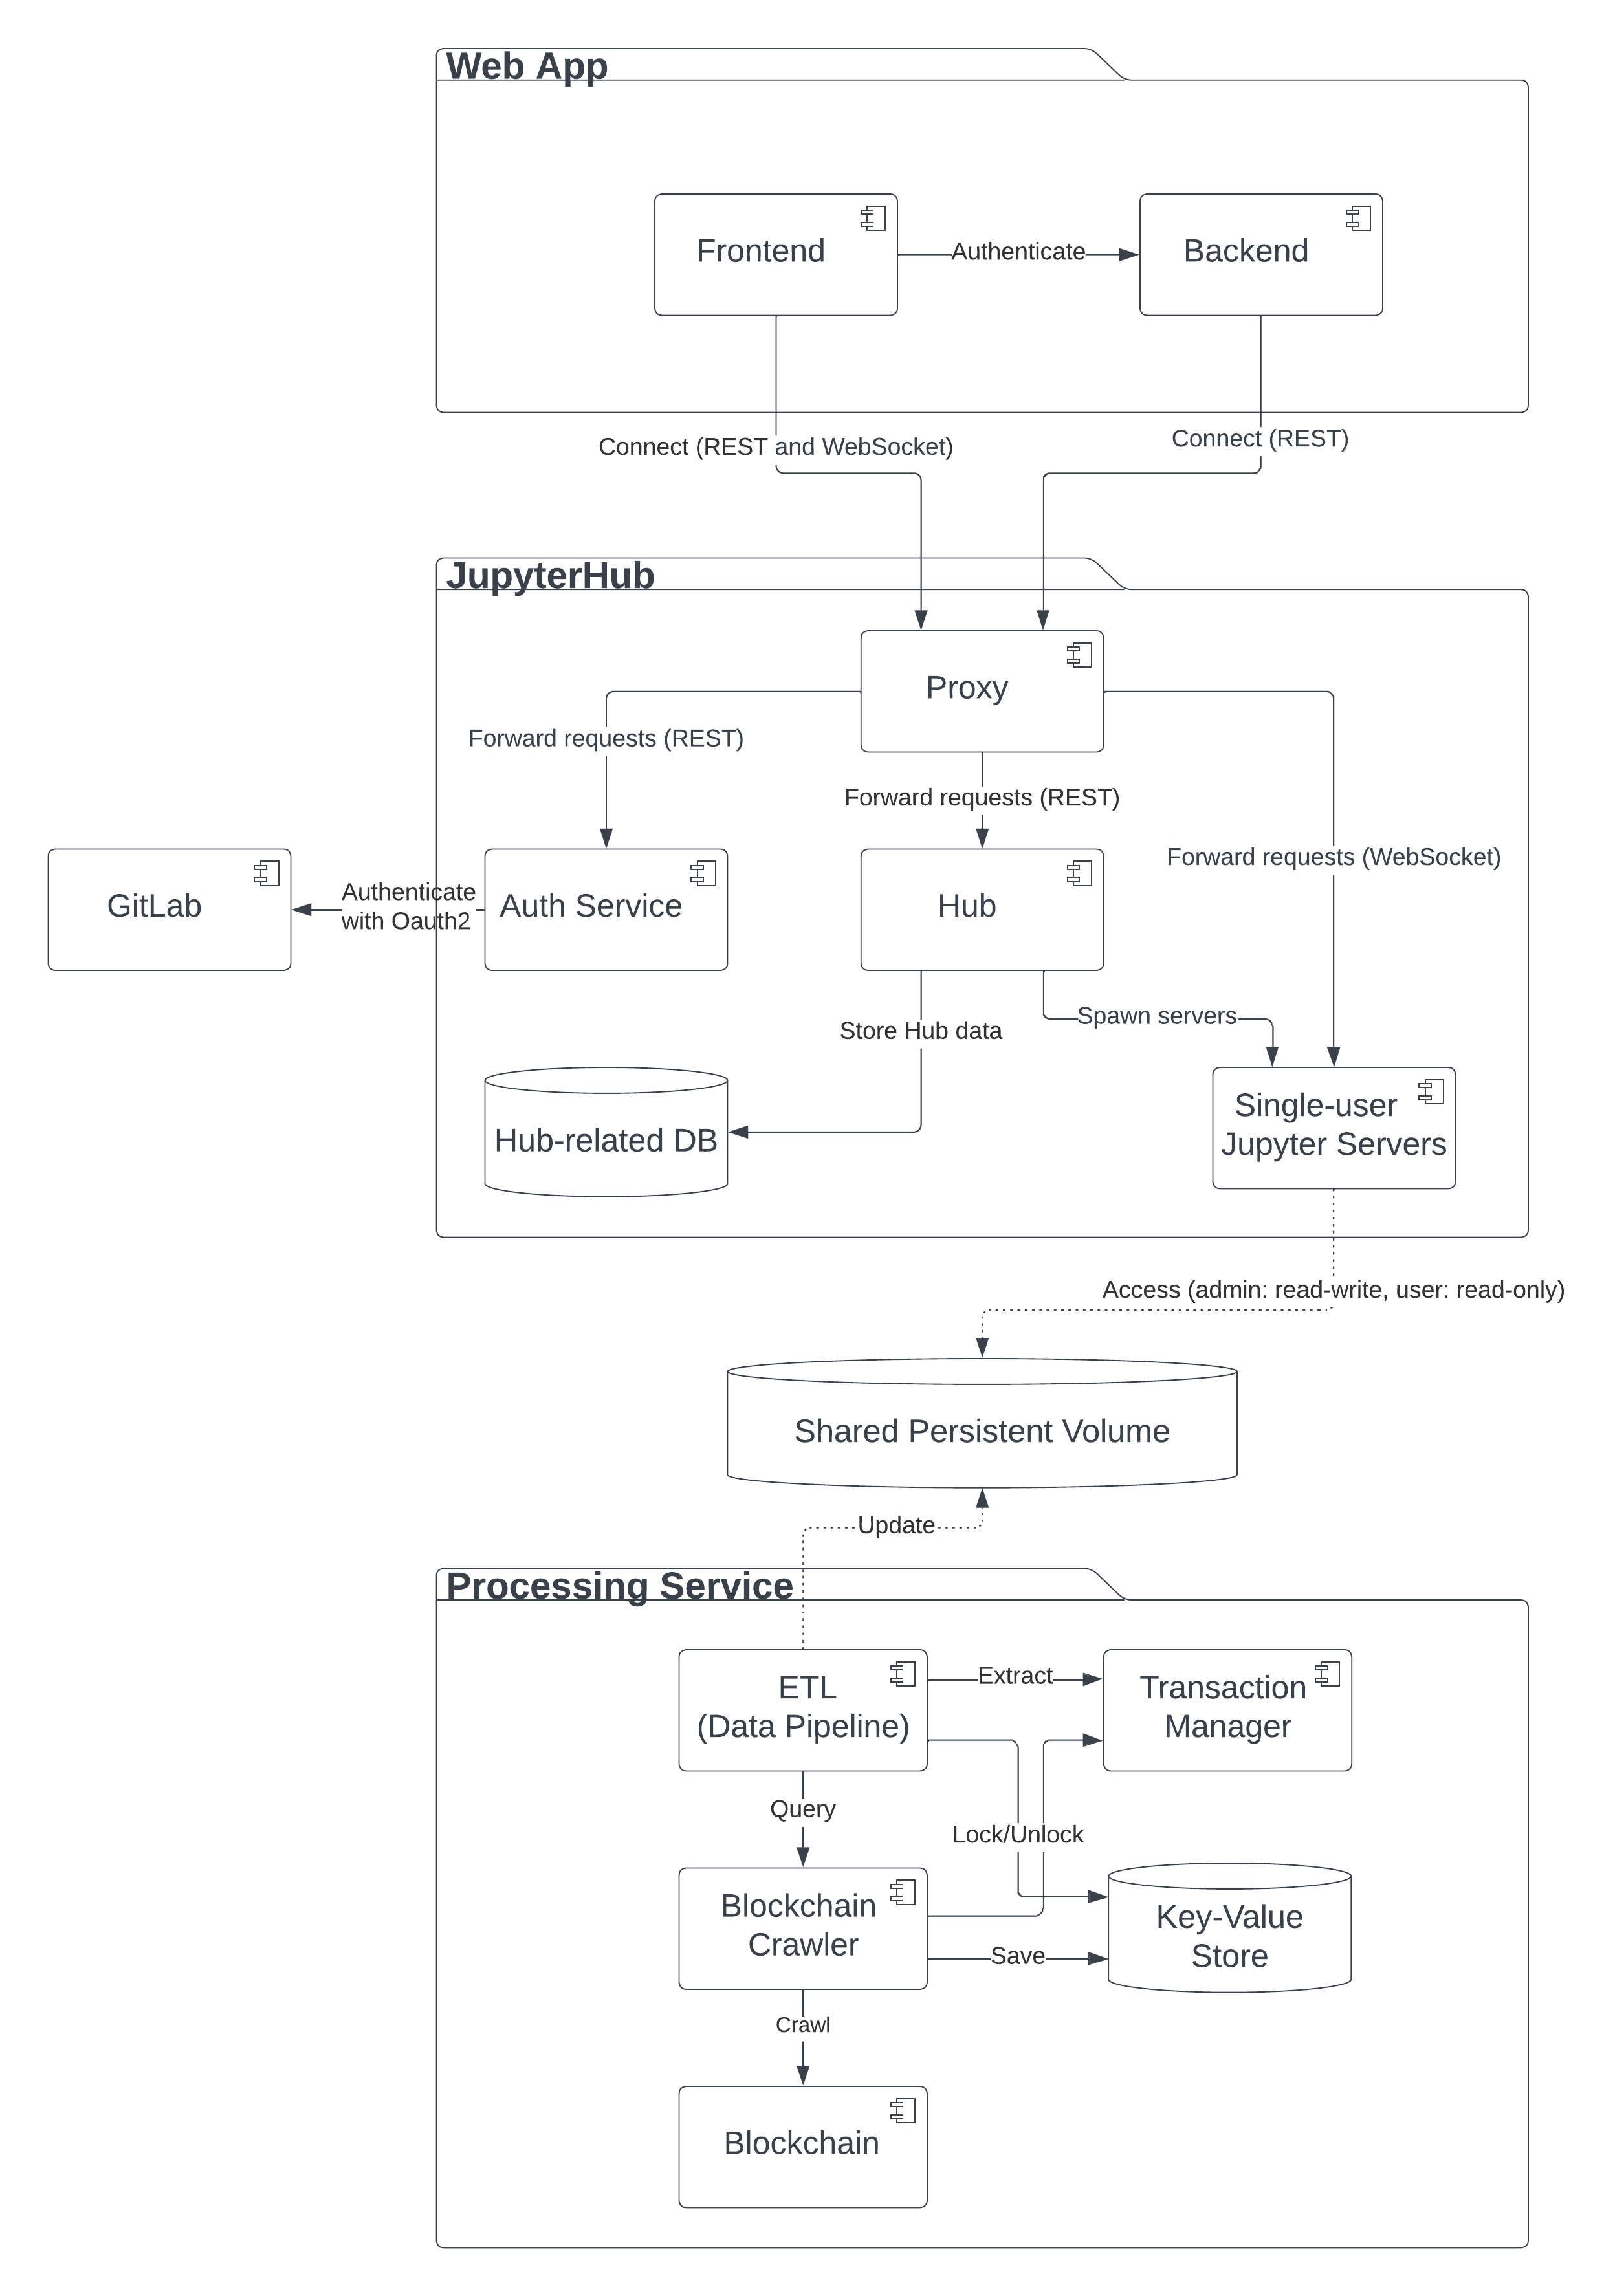 Web App
Frontend
Authenticate
Backend
Connect (REST and WebSocket)
Connect (REST)
JupyterHub
Proxy
Forward requests (REST)
Forward requests (REST)
Forward requests (WebSocket)
GitLab
Authenticate
with Oauth2
Auth Service
Hub
Store Hub data
Spawn servers
Hub-related DB
Single-user
Jupyter Servers
Access (admin: read-write, user: read-only)
Shared Persistent Volume
Update
Processing Service
ETL
(Data Pipeline)
Extract
Transaction
Manager
Query
Lock/Unlock
Blockchain
Crawler
Save
Key-Value
Store
Crawl
Blockchain